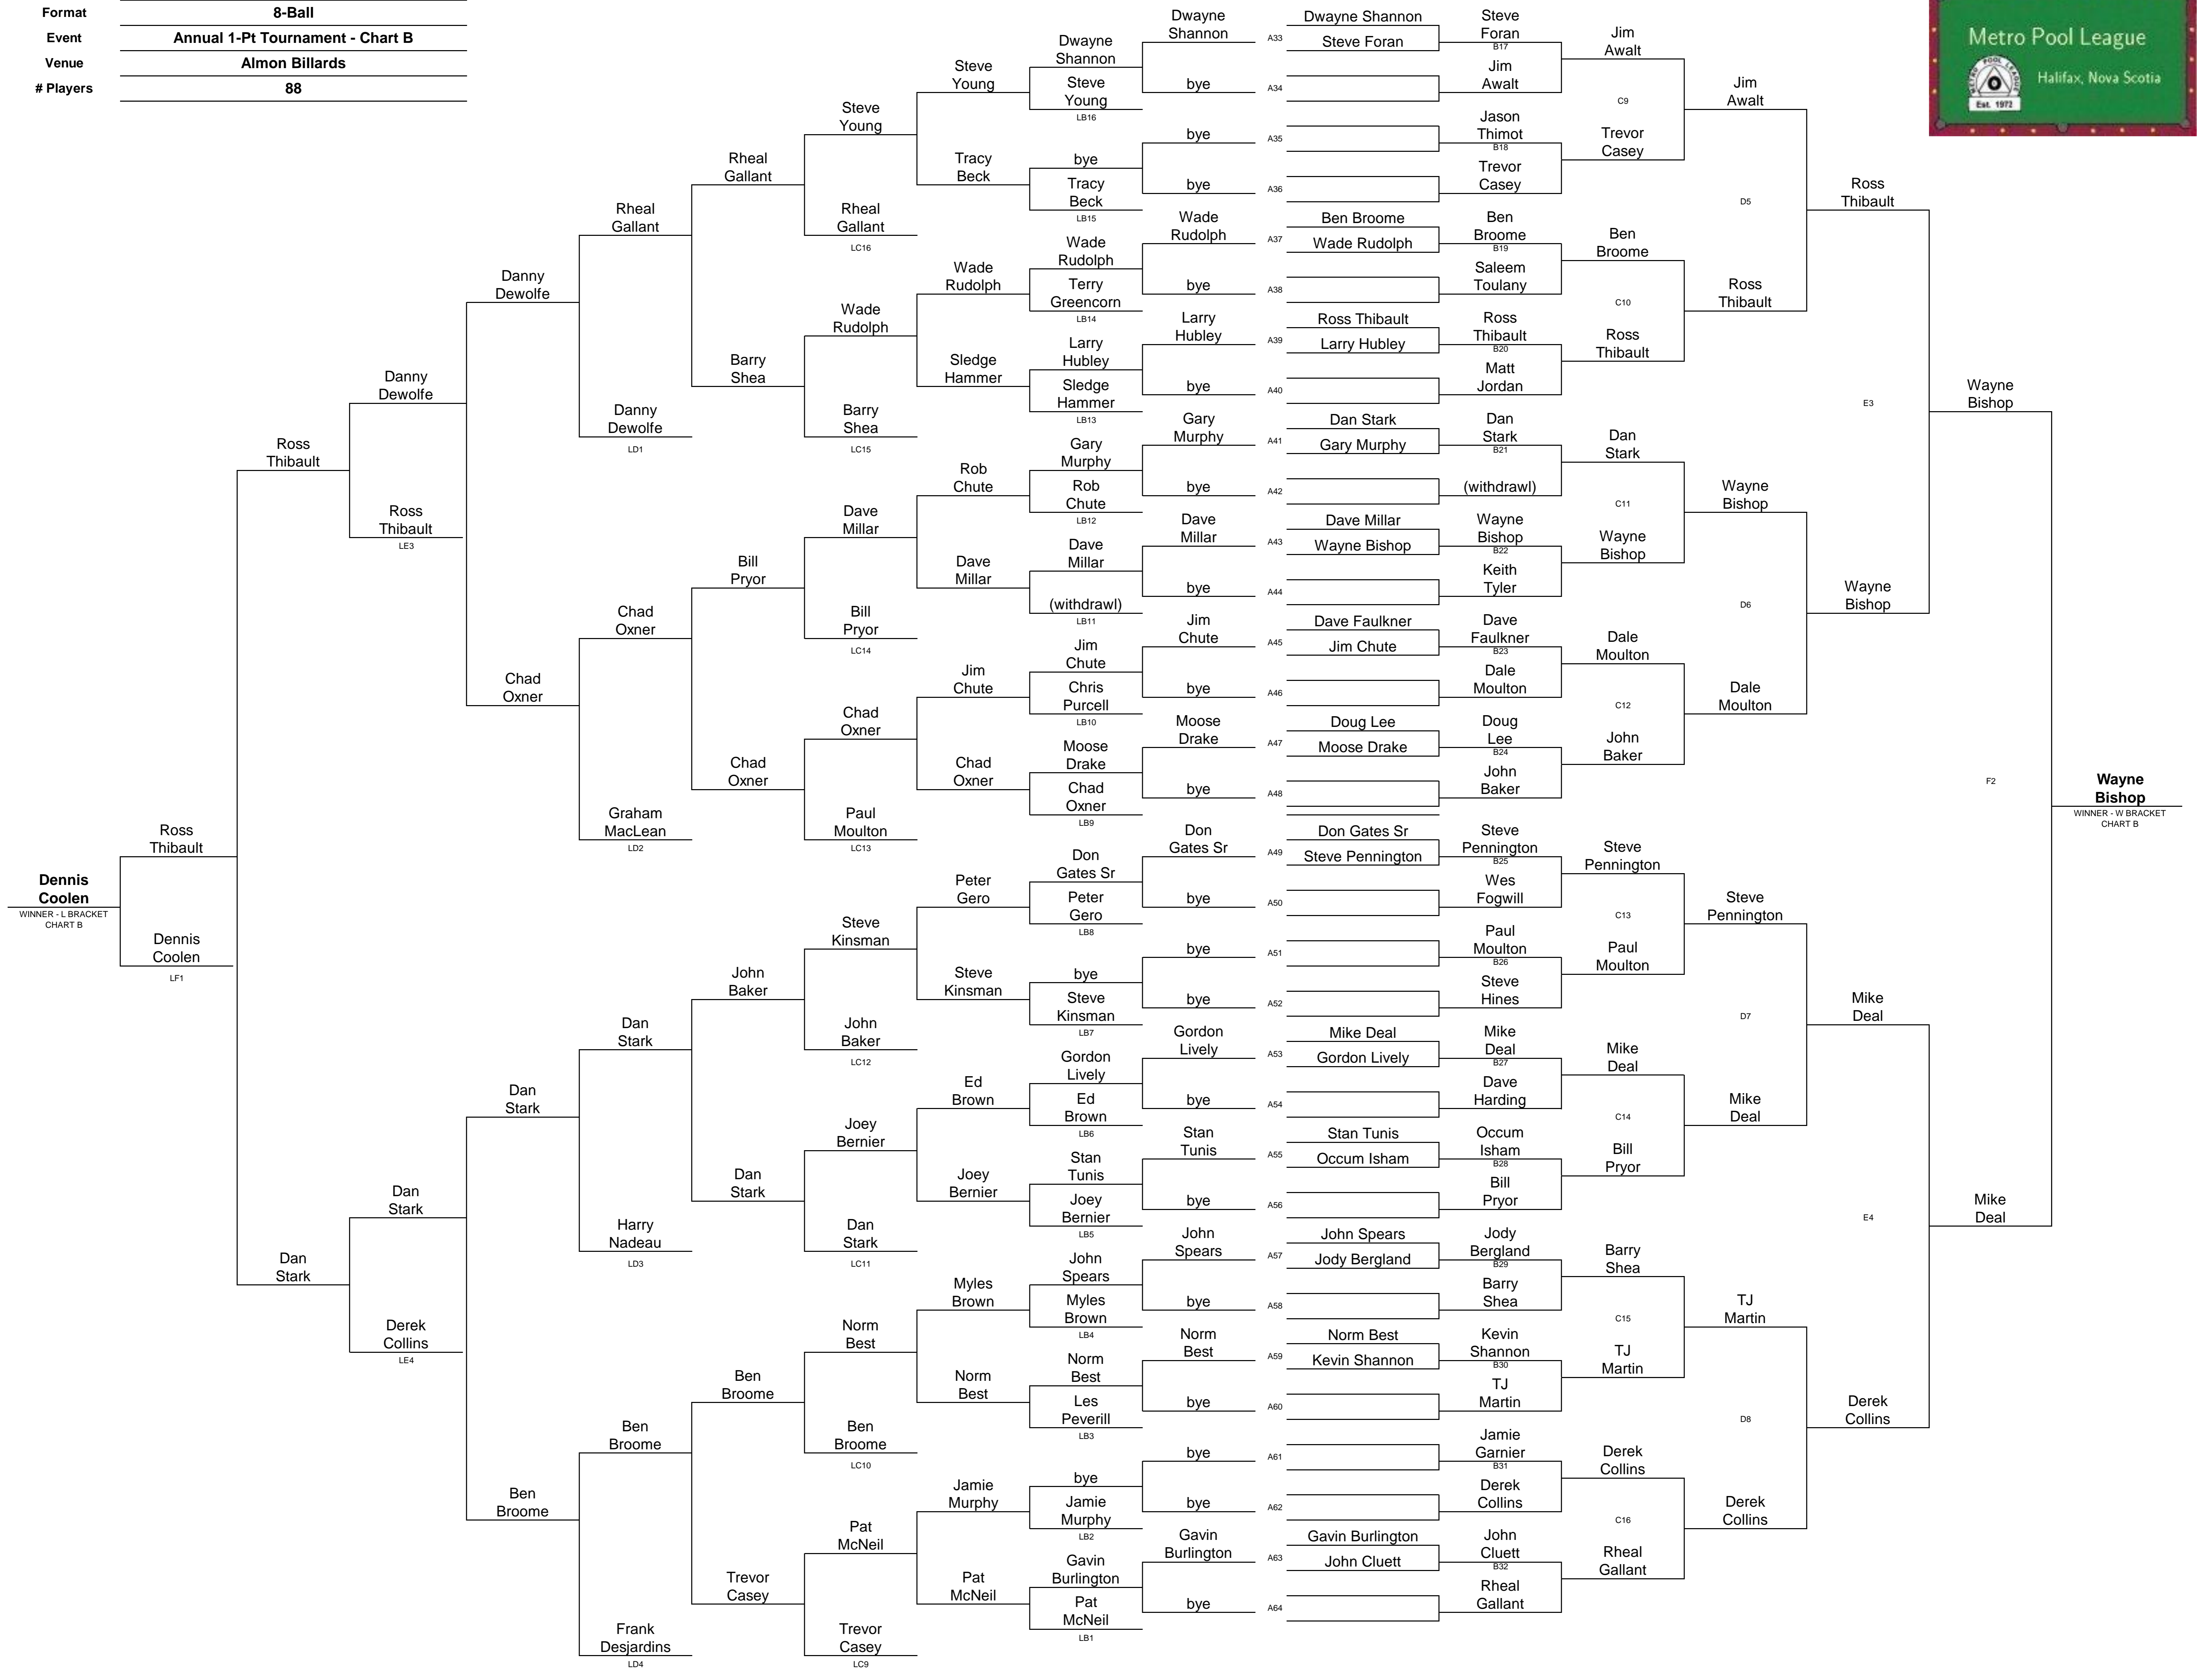 Format 8-Ball
Event Annual 1-Pt Tournament - Chart B
Venue Almon Billards
# Players 88
Metro Pool League
Halifax, Nova Scotia
METRO POOL LEAGUE
Est. 1972
Dennis
Coolen
WINNER - L BRACKET
CHART B
Ross
Thibault
Dennis
Coolen
LF1
Ross
Thibault
Dan
Stark
Danny
Dewolfe
Ross
Thibault
LE3
Dan
Stark
Derek
Collins
LE4
Danny
Dewolfe
Chad
Oxner
Dan
Stark
Ben
Broome
Rheal
Gallant
Danny
Dewolfe
LD1
Chad
Oxner
Graham
MacLean
LD2
Dan
Stark
Harry
Nadeau
LD3
Ben
Broome
Frank
Desjardins
LD4
Rheal
Gallant
Barry
Shea
Bill
Pryor
Chad
Oxner
John
Baker
Dan
Stark
Ben
Broome
Trevor
Casey
Steve
Young
Rheal
Gallant
LC16
Wade
Rudolph
Barry
Shea
LC15
Dave
Millar
Bill
Pryor
LC14
Chad
Oxner
Paul
Moulton
LC13
Steve
Kinsman
John
Baker
LC12
Joey
Bernier
Dan
Stark
LC11
Norm
Best
Ben
Broome
LC10
Pat
McNeil
Trevor
Casey
LC9
Steve
Young
Tracy
Beck
Wade
Rudolph
Sledge
Hammer
Rob
Chute
Dave
Millar
Jim
Chute
Chad
Oxner
Peter
Gero
Steve
Kinsman
Ed
Brown
Joey
Bernier
Myles
Brown
Norm
Best
Jamie
Murphy
Pat
McNeil
Dwayne
Shannon
Steve
Young
LB16
bye
Tracy
Beck
LB15
Wade
Rudolph
Terry
Greencorn
LB14
Larry
Hubley
Sledge
Hammer
LB13
Gary
Murphy
Rob
Chute
LB12
Dave
Millar
(withdrawl)
LB11
Jim
Chute
Chris
Purcell
LB10
Moose
Drake
Chad
Oxner
LB9
Don
Gates Sr
Peter
Gero
LB8
bye
Steve
Kinsman
LB7
Gordon
Lively
Ed
Brown
LB6
Stan
Tunis
Joey
Bernier
LB5
John
Spears
Myles
Brown
LB4
Norm
Best
Les
Peverill
LB3
bye
Jamie
Murphy
LB2
Gavin
Burlington
Pat
McNeil
LB1
Dwayne
Shannon
bye
bye
bye
Wade
Rudolph
bye
Larry
Hubley
bye
Gary
Murphy
bye
Dave
Millar
bye
Jim
Chute
bye
Moose
Drake
bye
Don
Gates Sr
bye
bye
bye
Gordon
Lively
bye
Stan
Tunis
bye
John
Spears
bye
Norm
Best
bye
bye
bye
Gavin
Burlington
bye
A33
A34
A35
A36
A37
A38
A39
A40
A41
A42
A43
A44
A45
A46
A47
A48
A49
A50
A51
A52
A53
A54
A55
A56
A57
A58
A59
A60
A61
A62
A63
A64
Dwayne Shannon
Steve Foran
Ben Broome
Wade Rudolph
Ross Thibault
Larry Hubley
Dan Stark
Gary Murphy
Dave Millar
Wayne Bishop
Dave Faulkner
Jim Chute
Doug Lee
Moose Drake
Don Gates Sr
Steve Pennington
Mike Deal
Gordon Lively
Stan Tunis
Occum Isham
John Spears
Jody Bergland
Norm Best
Kevin Shannon
Gavin Burlington
John Cluett
Steve
Foran
B17
Jim
Awalt
Jason
Thimot
B18
Trevor
Casey
Ben
Broome
B19
Saleem
Toulany
Ross
Thibault
B20
Matt
Jordan
Dan
Stark
B21
(withdrawl)
Wayne
Bishop
B22
Keith
Tyler
Dave
Faulkner
B23
Dale
Moulton
Doug
Lee
B24
John
Baker
Steve
Pennington
B25
Wes
Fogwill
Paul
Moulton
B26
Steve
Hines
Mike
Deal
B27
Dave
Harding
Occum
Isham
B28
Bill
Pryor
Jody
Bergland
B29
Barry
Shea
Kevin
Shannon
B30
TJ
Martin
Jamie
Garnier
B31
Derek
Collins
John
Cluett
B32
Rheal
Gallant
Jim
Awalt
C9
Trevor
Casey
Ben
Broome
C10
Ross
Thibault
Dan
Stark
C11
Wayne
Bishop
Dale
Moulton
C12
John
Baker
Steve
Pennington
C13
Paul
Moulton
Mike
Deal
C14
Bill
Pryor
Barry
Shea
C15
TJ
Martin
Derek
Collins
C16
Rheal
Gallant
Jim
Awalt
D5
Ross
Thibault
Wayne
Bishop
D6
Dale
Moulton
Steve
Pennington
D7
Mike
Deal
TJ
Martin
D8
Derek
Collins
Ross
Thibault
E3
Wayne
Bishop
Mike
Deal
E4
Derek
Collins
Wayne
Bishop
F2
Mike
Deal
Wayne
Bishop
WINNER - W BRACKET
CHART B